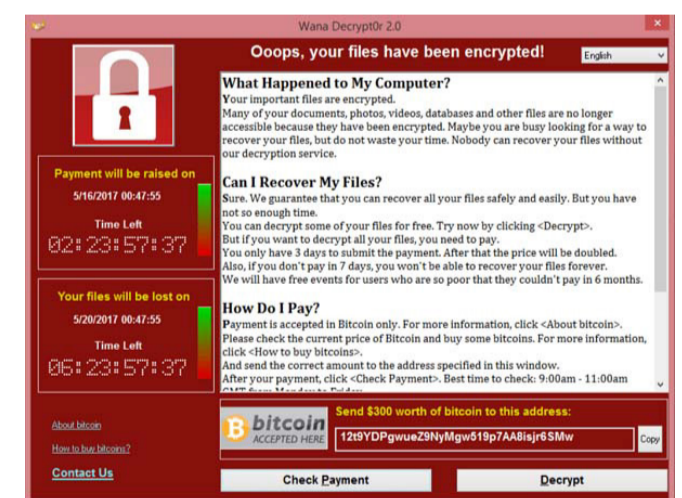 Wana Decrypt0r 2.0
Ooops, your files have been encrypted!
English
What Happened to My Computer?
Your important files are encrypted.
Many of your documents, photos, videos, databases and other files are no longer
accessible because they have been encrypted. Maybe you are busy looking for a way to
recover your files, but do not waste your time. Nobody can recover your files without
our decryption service.
Can I Recover My Files?
Sure. We guarantee that you can recover all your files safely and easily. But you have
not so enough time.
You can decrypt some of your files for free. Try now by clicking <Decrypt>.
But if you want to decrypt all your files, you need to pay.
You only have 3 days to submit the payment. After that the price will be doubled.
Also, if you don't pay in 7 days, you won't be able to recover your files forever.
We will have free events for users who are so poor that they couldn't pay in 6 months.
How Do I Pay?
Payment is accepted in Bitcoin only. For more information, click <About bitcoin>.
Please check the current price of Bitcoin and buy some bitcoins. For more information,
click <How to buy bitcoins>.
And send the correct amount to the address specified in this window.
After your payment, click <Check Payment>. Best time to check: 9:00am - 11:00am
GMT from Monday to Friday.
Payment will be raised on
5/16/2017 00:47:55
Time Left
02:23:57:37
Your files will be lost on
5/20/2017 00:47:55
Time Left
06:23:57:37
About bitcoin
How to buy bitcoins?
Contact Us
bitcoin
ACCEPTED HERE
Send $300 worth of bitcoin to this address:
12t9YDPgwueZ9NyMgw519p7AA8isjr6SMw
Copy
Check Payment
Decrypt